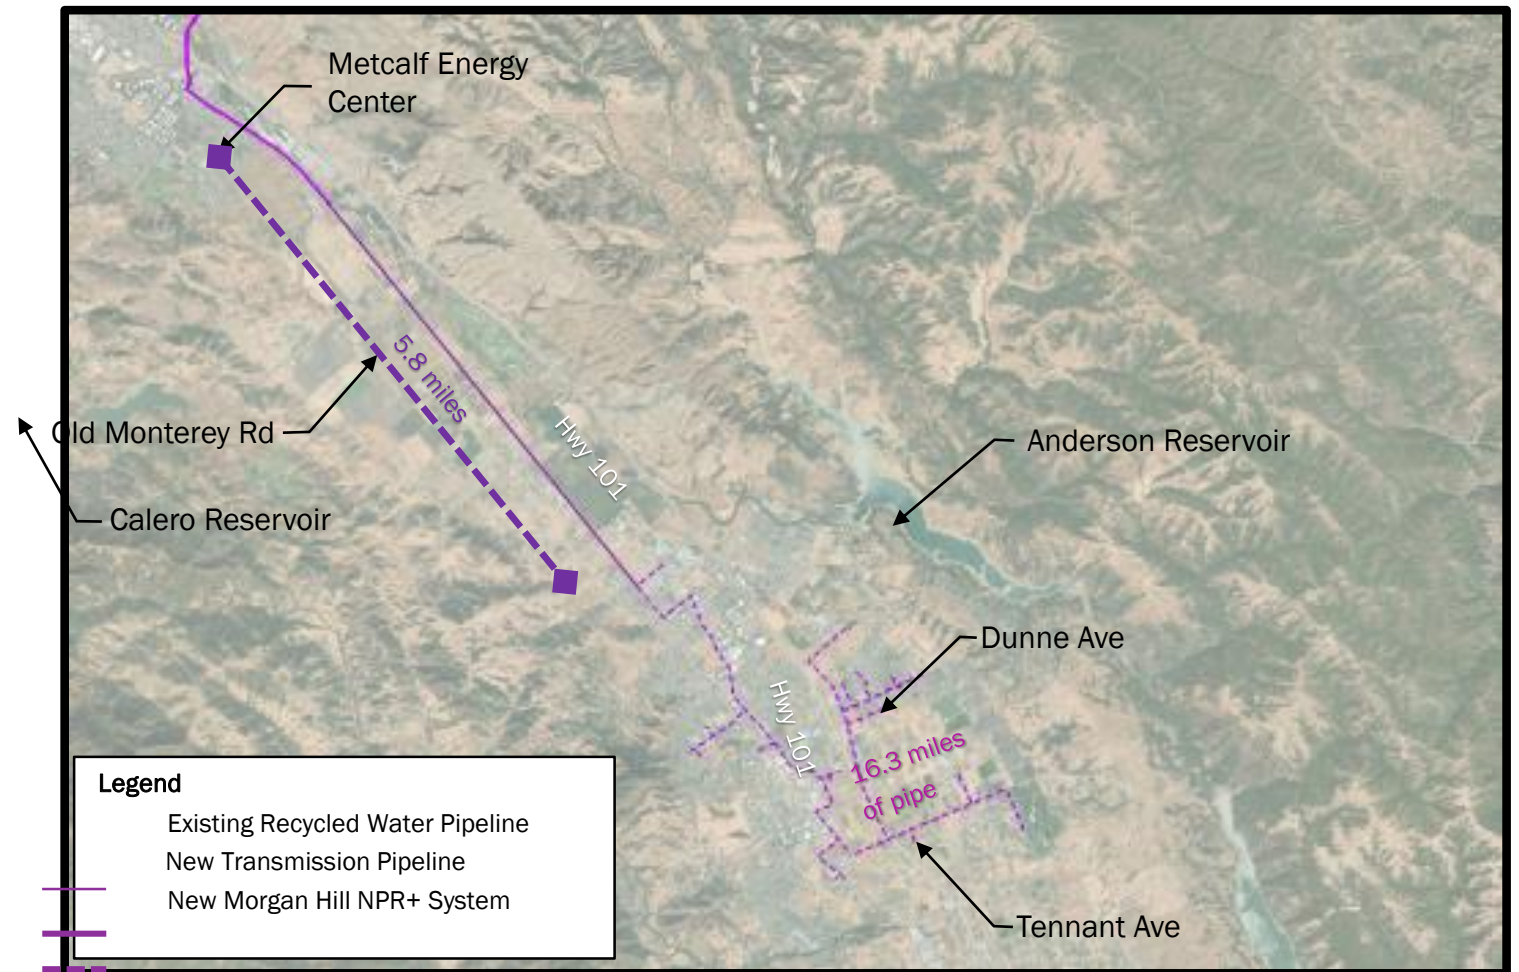 Metcalf Energy
Center
5.8 miles
Hwy 101
Old Monterey Rd
Anderson Reservoir
Calero Reservoir
Dunne Ave
Hwy 101
16.3 miles
of pipe
Legend
Existing Recycled Water Pipeline
New Transmission Pipeline
New Morgan Hill NPR+ System
Tennant Ave